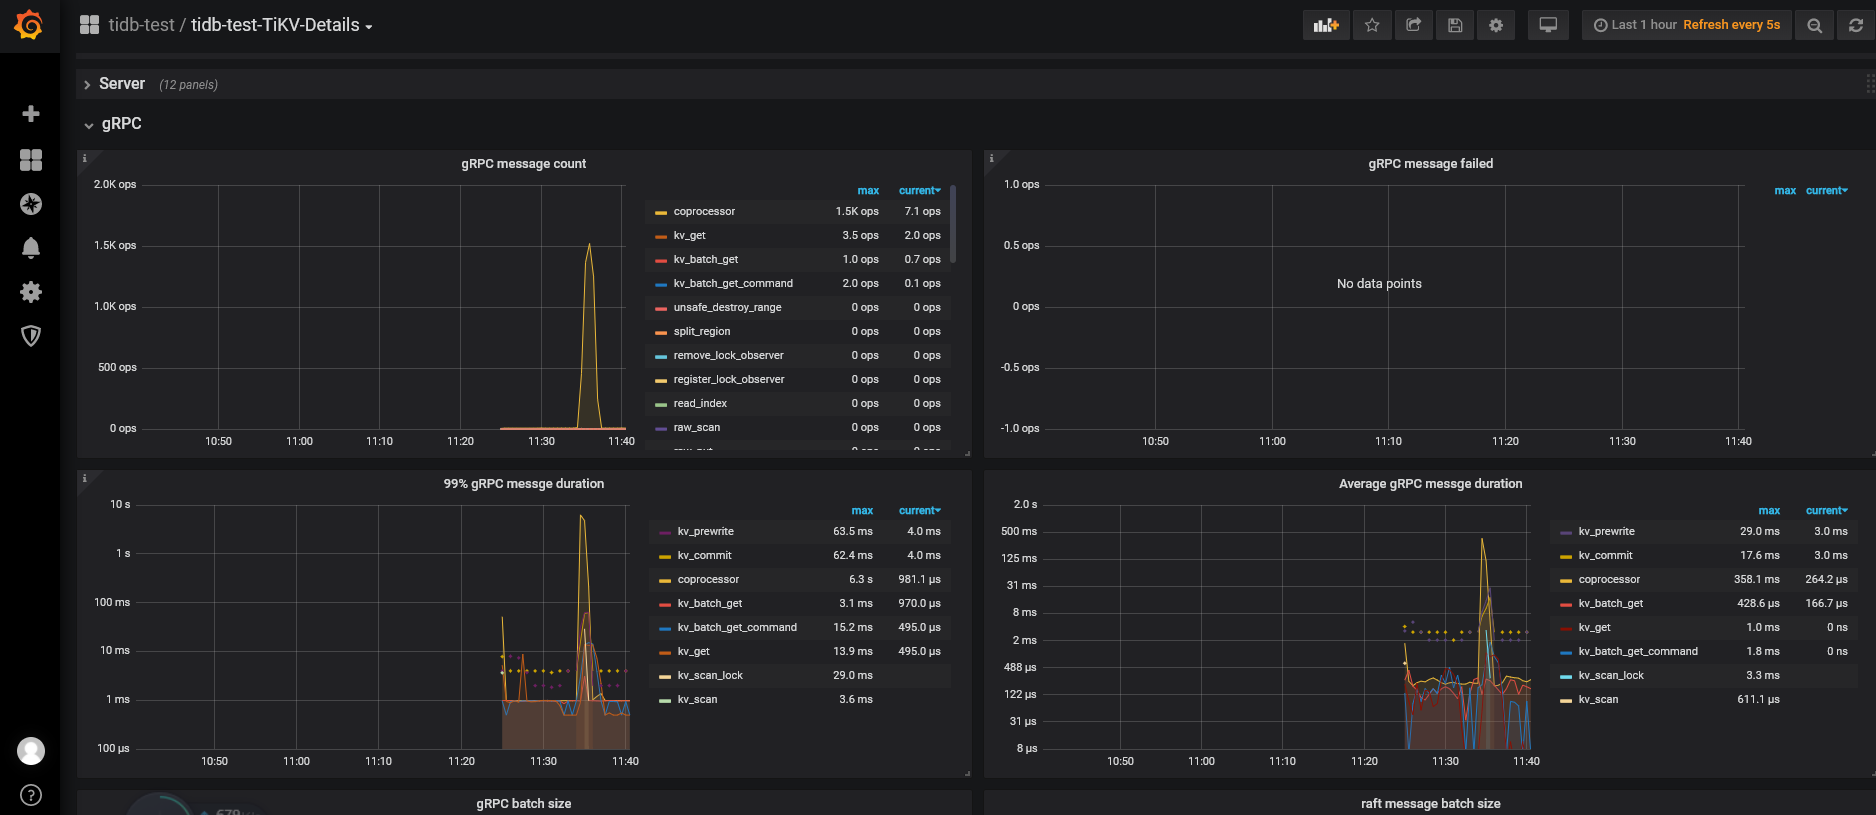 tidb-test / tidb-test-TiKV-Details
Last 1 hour Refresh every 5s
Server (12 panels)
gRPC
gRPC message count
2.0K ops
1.5K ops
1.0K ops
500 ops
0 ops
10:50 11:00 11:10 11:20 11:30 11:40
max current
coprocessor 1.5K ops 7.1 ops
kv_get 3.5 ops 2.0 ops
kv_batch_get 1.0 ops 0.7 ops
kv_batch_get_command 2.0 ops 0.1 ops
unsafe_destroy_range 0 ops 0 ops
split_region 0 ops 0 ops
remove_lock_observer 0 ops 0 ops
register_lock_observer 0 ops 0 ops
read_index 0 ops 0 ops
raw_scan 0 ops 0 ops
gRPC message failed
1.0 ops
0.5 ops
0 ops
-0.5 ops
-1.0 ops
No data points
10:50 11:00 11:10 11:20 11:30 11:40
max current
99% gRPC messge duration
10 s
1 s
100 ms
10 ms
1 ms
100 µs
10:50 11:00 11:10 11:20 11:30 11:40
max current
kv_prewrite 63.5 ms 4.0 ms
kv_commit 62.4 ms 4.0 ms
coprocessor 6.3 s 981.1 µs
kv_batch_get 3.1 ms 970.0 µs
kv_batch_get_command 15.2 ms 495.0 µs
kv_get 13.9 ms 495.0 µs
kv_scan_lock 29.0 ms
kv_scan 3.6 ms
Average gRPC messge duration
2.0 s
500 ms
125 ms
31 ms
8 ms
2 ms
488 µs
122 µs
31 µs
8 µs
10:50 11:00 11:10 11:20 11:30 11:40
max current
kv_prewrite 29.0 ms 3.0 ms
kv_commit 17.6 ms 3.0 ms
coprocessor 358.1 ms 264.2 µs
kv_batch_get 428.6 µs 166.7 µs
kv_get 1.0 ms 0 ns
kv_batch_get_command 1.8 ms 0 ns
kv_scan_lock 3.3 ms
kv_scan 611.1 µs
gRPC batch size
raft message batch size